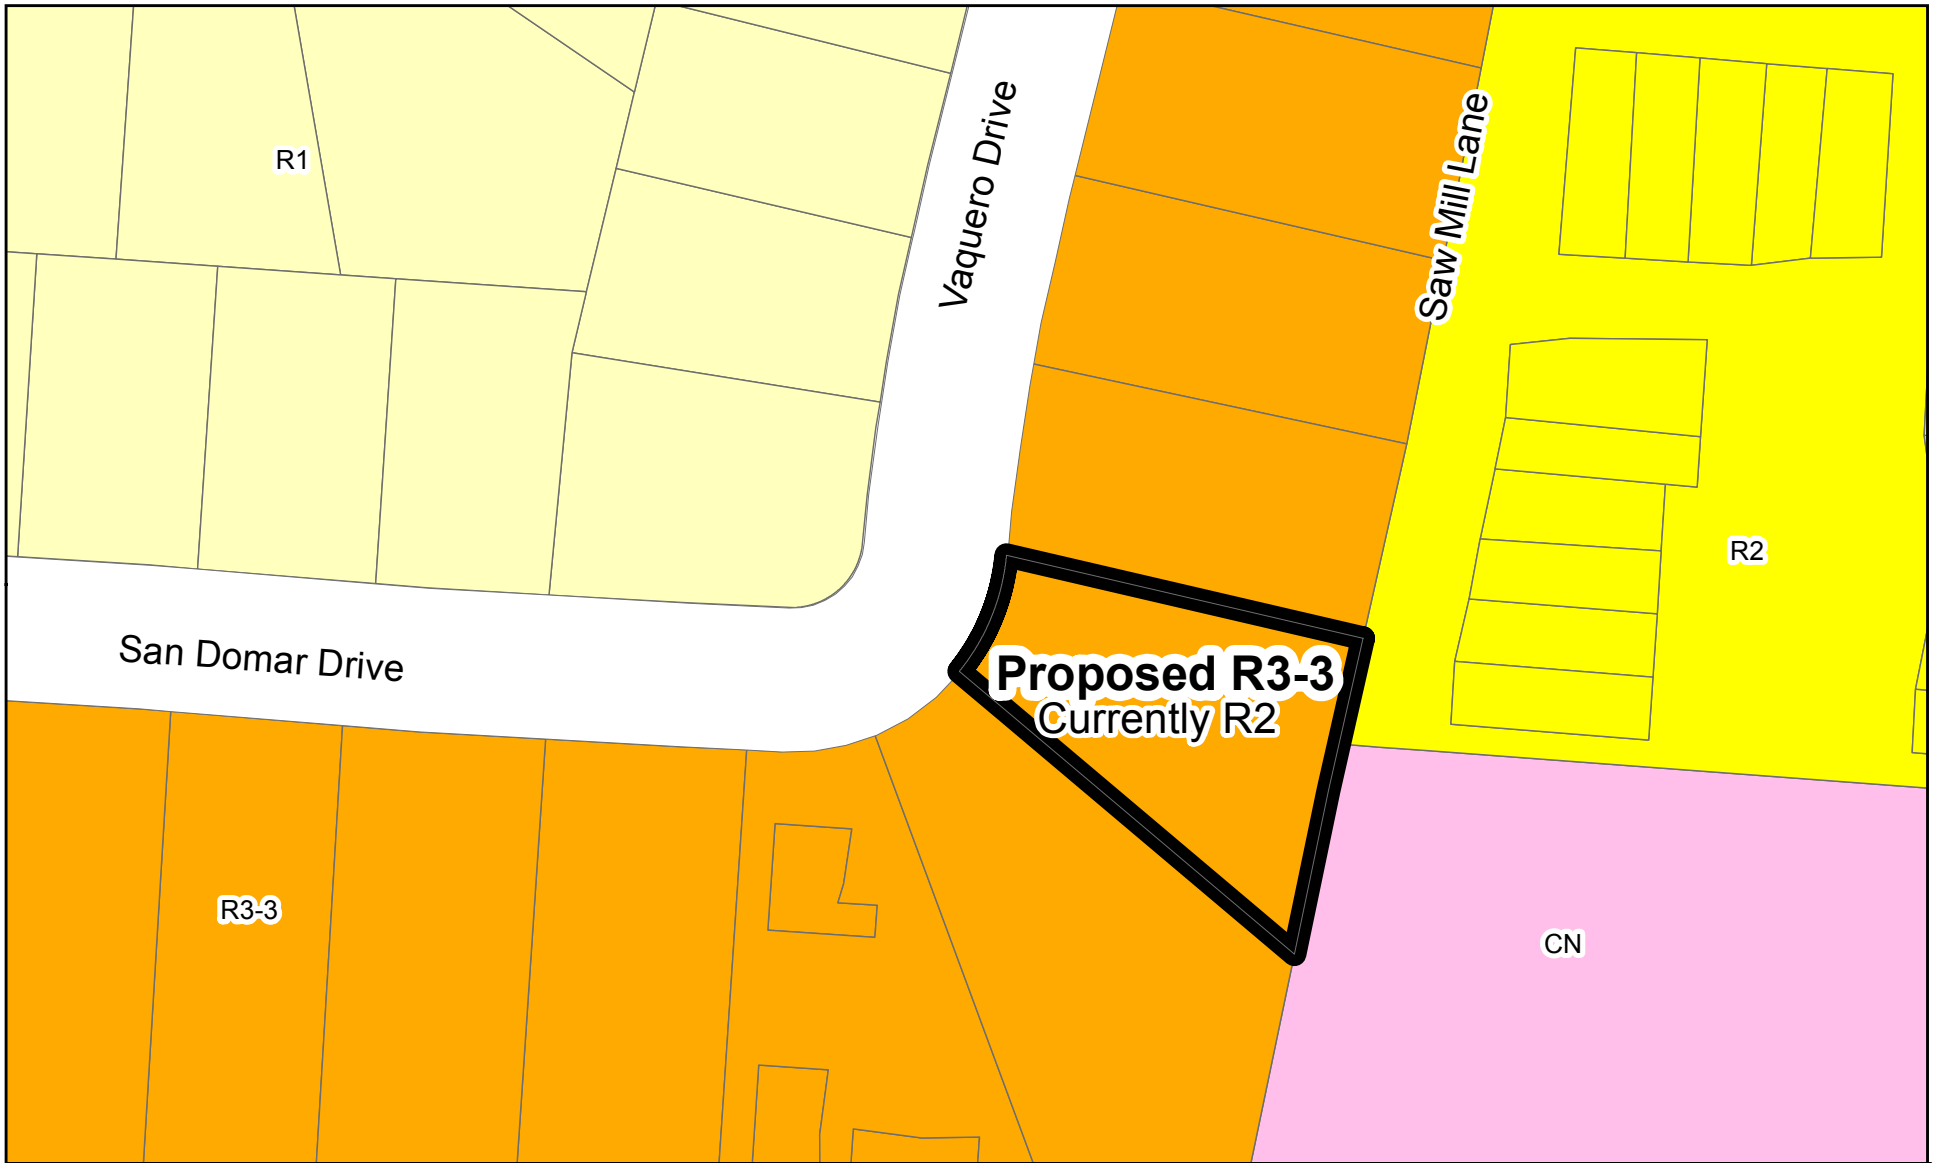 Vaquero Drive
Saw Mill Lane
R1
R2
San Domar Drive
Proposed R3-3
Currently R2
R3-3
CN